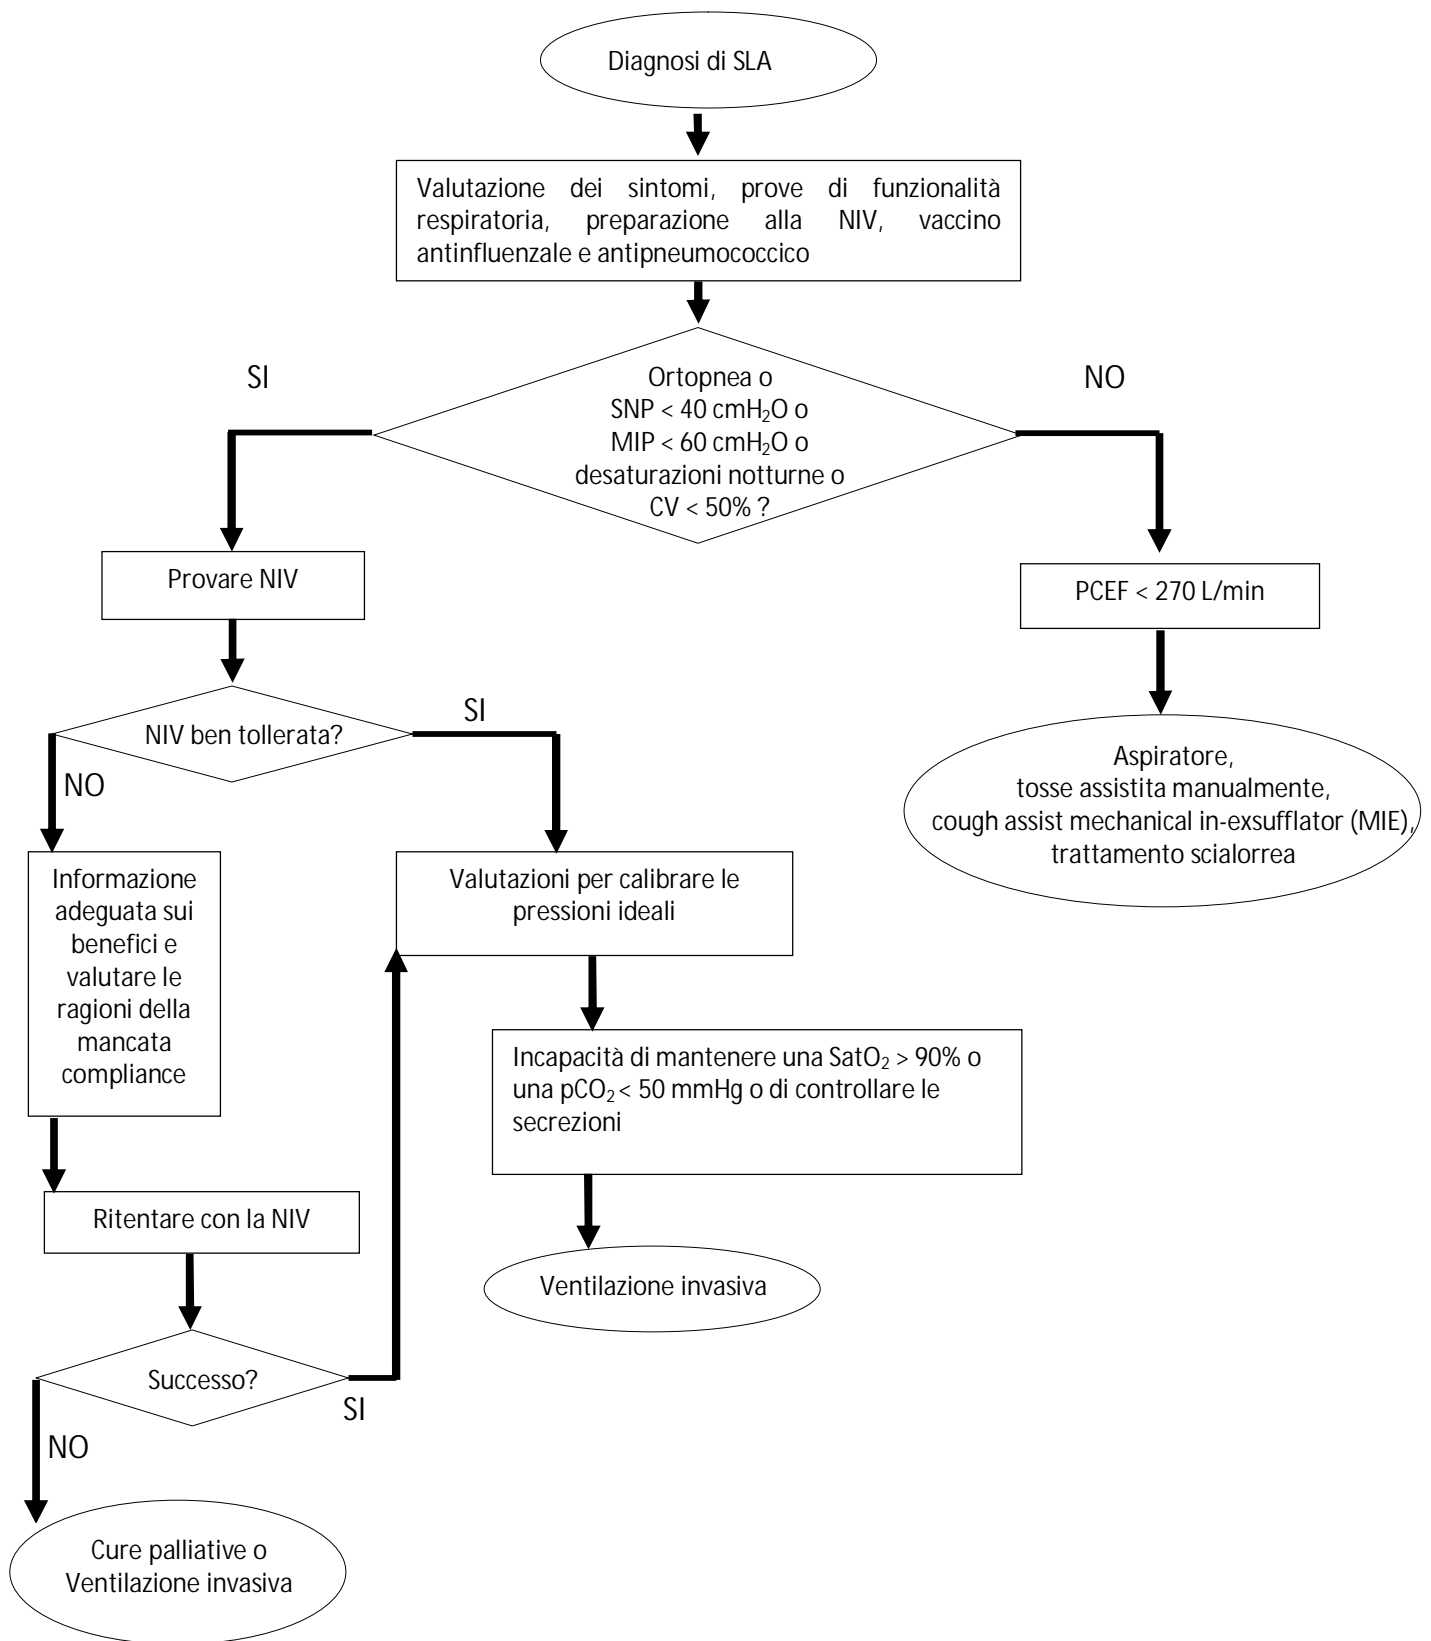 Diagnosi di SLA
Valutazione dei sintomi, prove di funzionalità
respiratoria, preparazione alla NIV, vaccino
antinfluenzale e antipneumococcico
SI
NO
Ortopnea o
SNP < 40 cmH₂O o
MIP < 60 cmH₂O o
desaturazioni notturne o
CV < 50% ?
Provare NIV
PCEF < 270 L/min
NIV ben tollerata?
SI
NO
Aspiratore,
tosse assistita manualmente,
cough assist mechanical in-exsufflator (MIE),
trattamento scialorrea
Informazione
adeguata sui
benefici e
valutare le
ragioni della
mancata
compliance
Valutazioni per calibrare le
pressioni ideali
Incapacità di mantenere una SatO₂ > 90% o
una pCO₂ < 50 mmHg o di controllare le
secrezioni
Ritentare con la NIV
Ventilazione invasiva
Successo?
SI
NO
Cure palliative o
Ventilazione invasiva